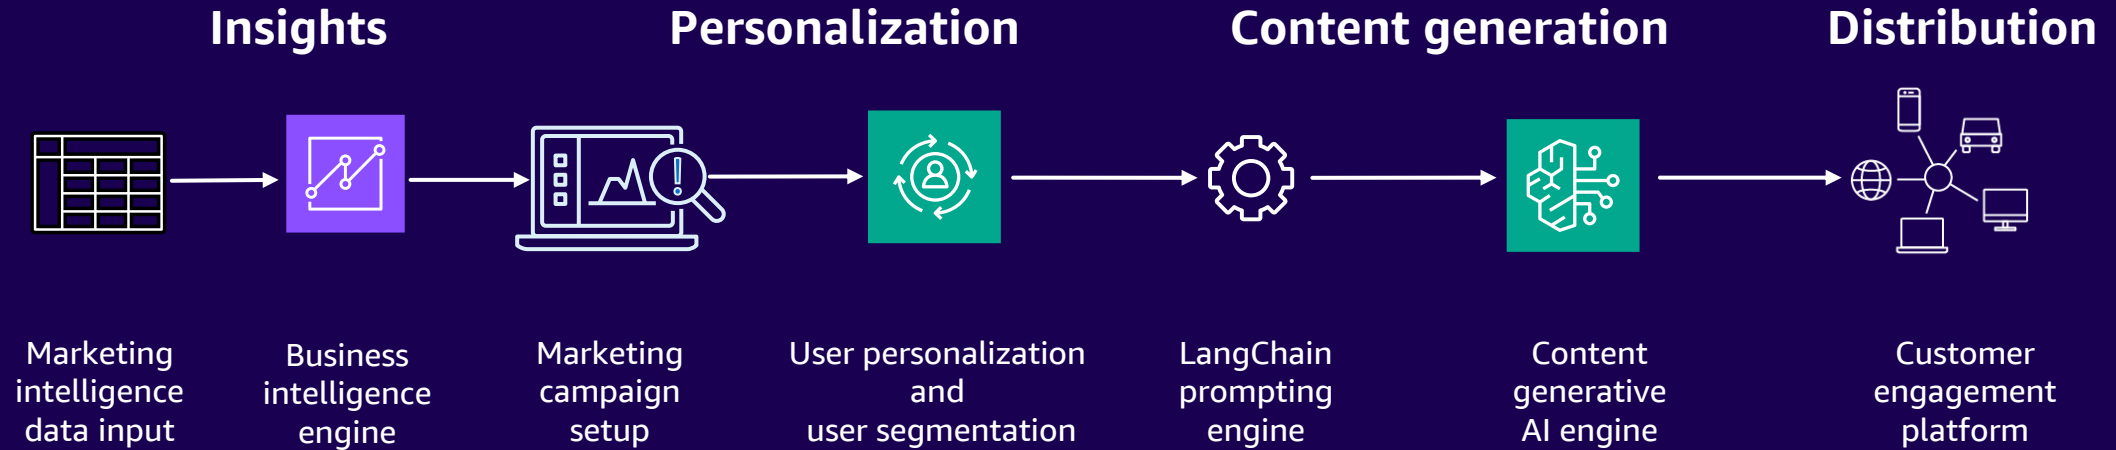 Insights
Personalization
Content generation
Distribution
Marketing
intelligence
data input
Business
intelligence
engine
Marketing
campaign
setup
User personalization
and
user segmentation
LangChain
prompting
engine
Content
generative
AI engine
Customer
engagement
platform